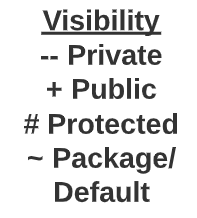 Visibility
-- Private
+ Public
# Protected
~ Package/
Default